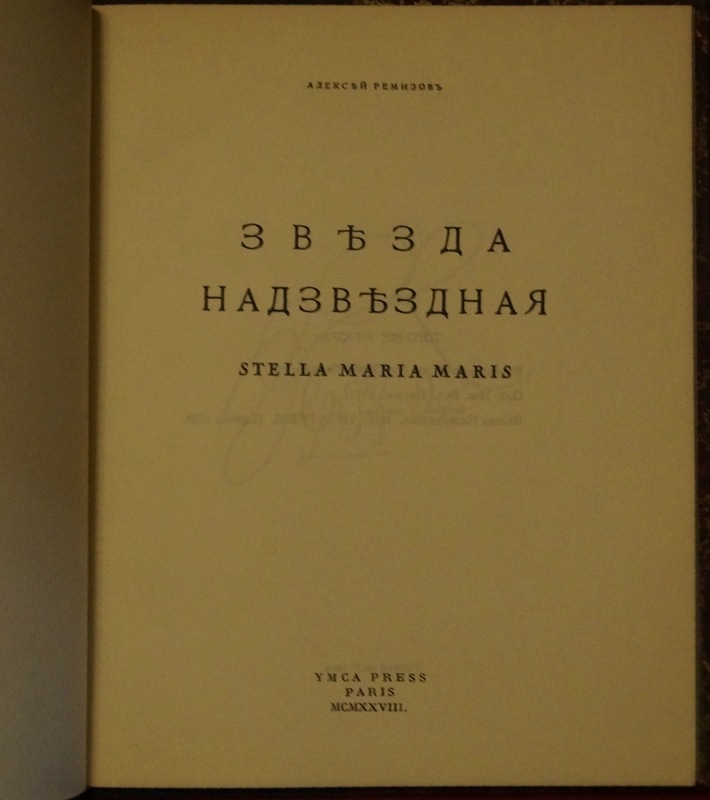 АЛЕКСѢЙ РЕМИЗОВЪ
ЗВѢЗДА
НАДЗВѢЗДНАЯ
STELLA MARIA MARIS
YMCA PRESS
PARIS
MCMXXVIII.